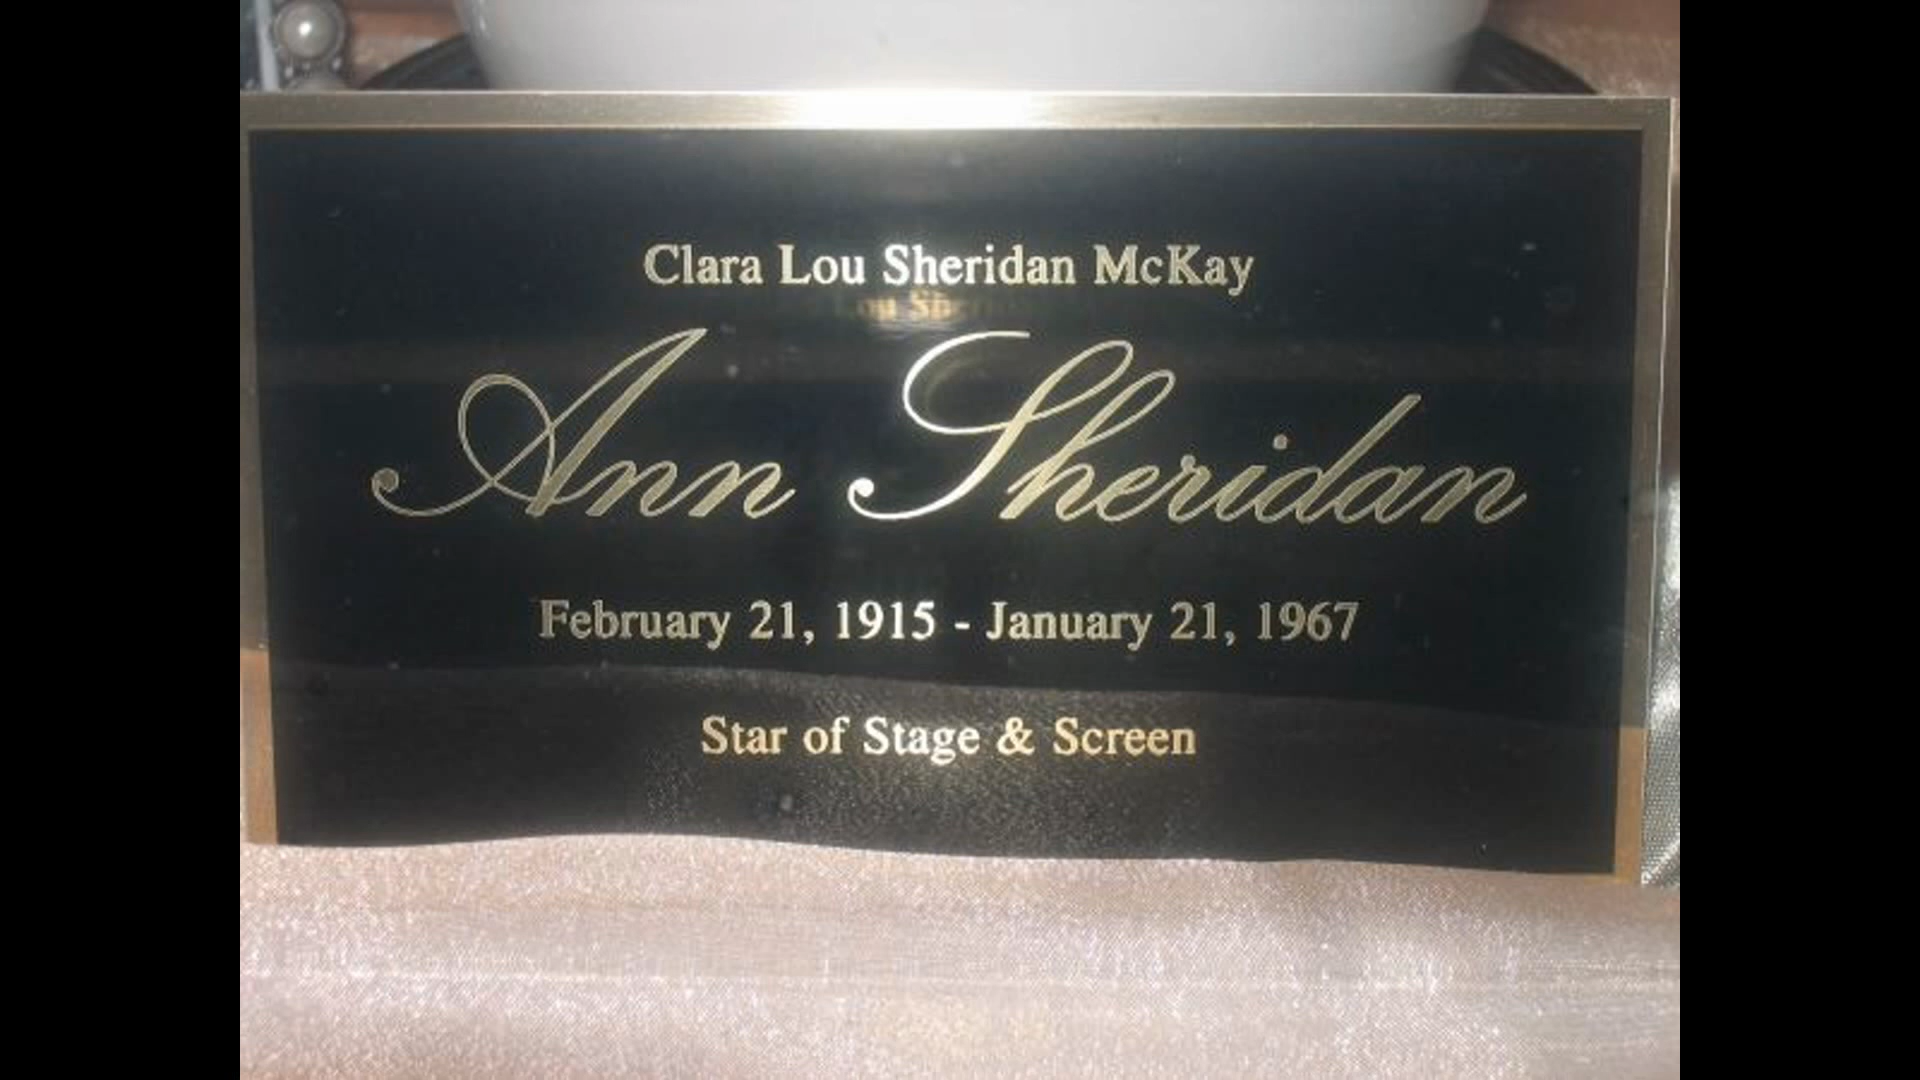 Clara Lou Sheridan McKay
Ann Sheridan
February 21, 1915 - January 21, 1967
Star of Stage & Screen